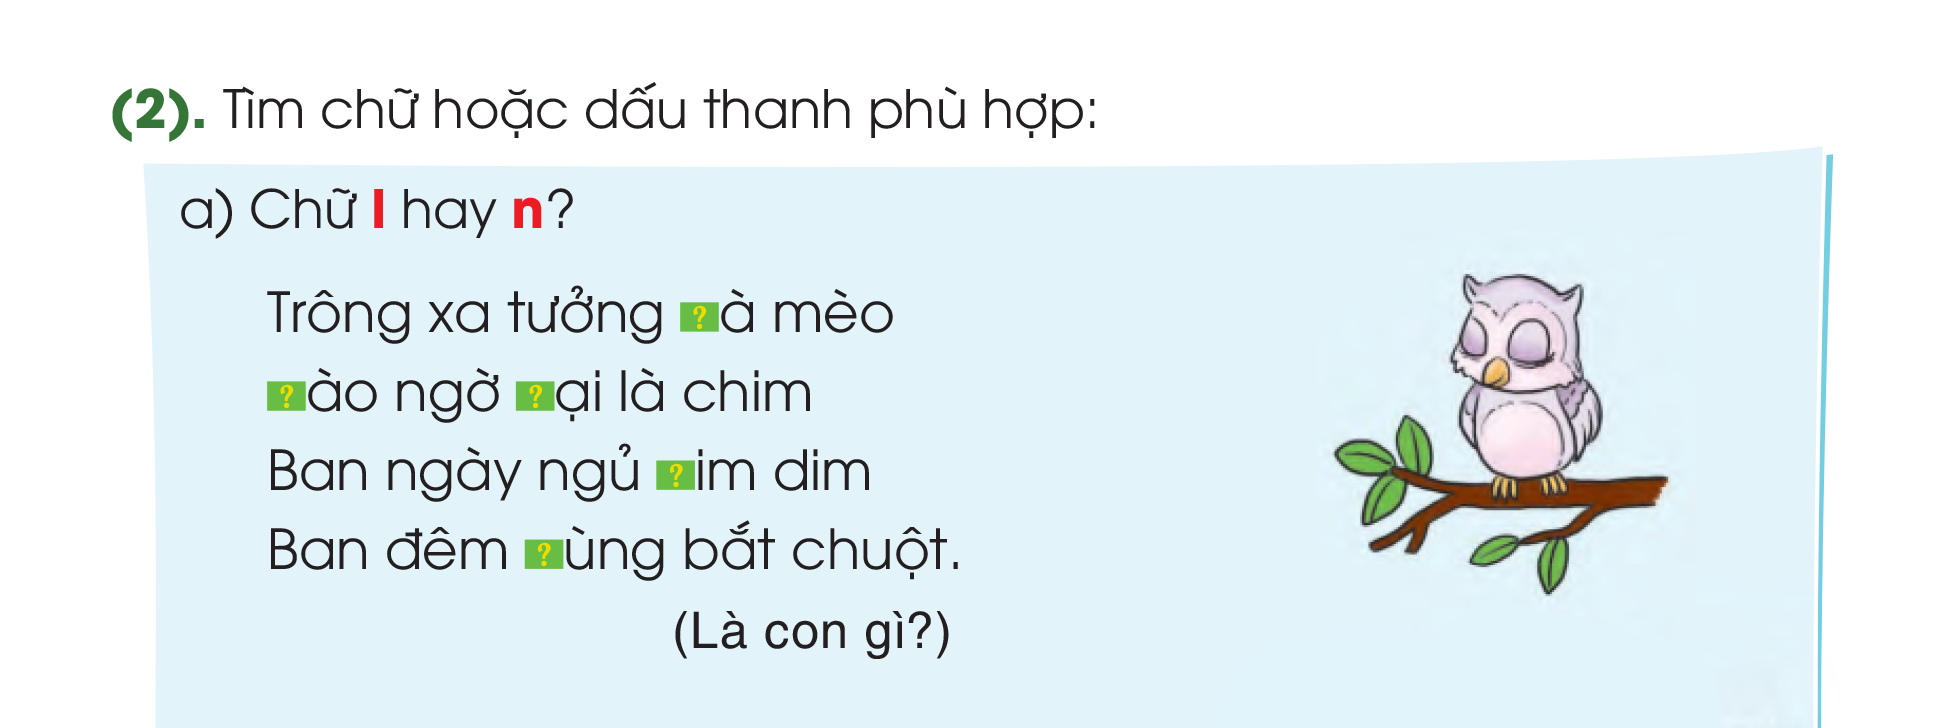 (2). Tìm chữ hoặc dấu thanh phù hợp:
a) Chữ l hay n?
Trông xa tưởng ?à mèo
?ào ngờ ?ại là chim
Ban ngày ngủ ?im dim
Ban đêm ?ùng bắt chuột.
(Là con gì?)